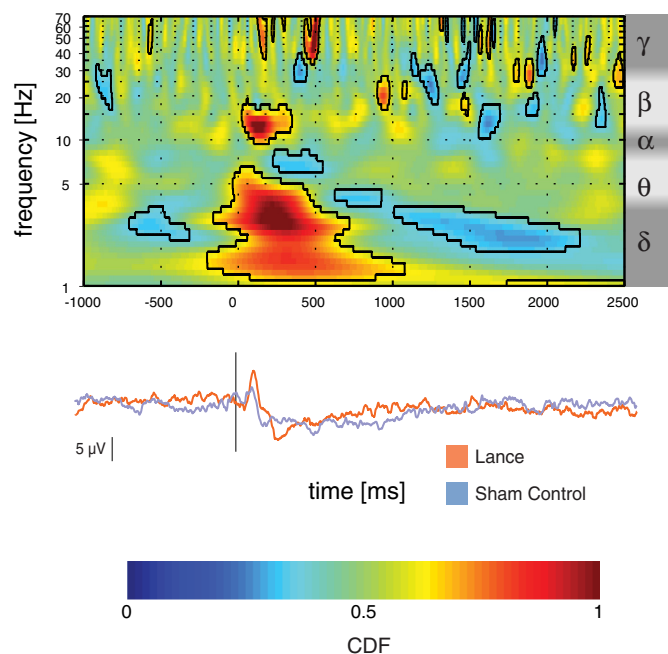 frequency [Hz]
70
60
50
40
30
20
10
5
1
γ
β
α
θ
δ
-1000 -500 0 500 1000 1500 2000 2500
5 µV
Lance
Sham Control
time [ms]
0 0.5 1
CDF